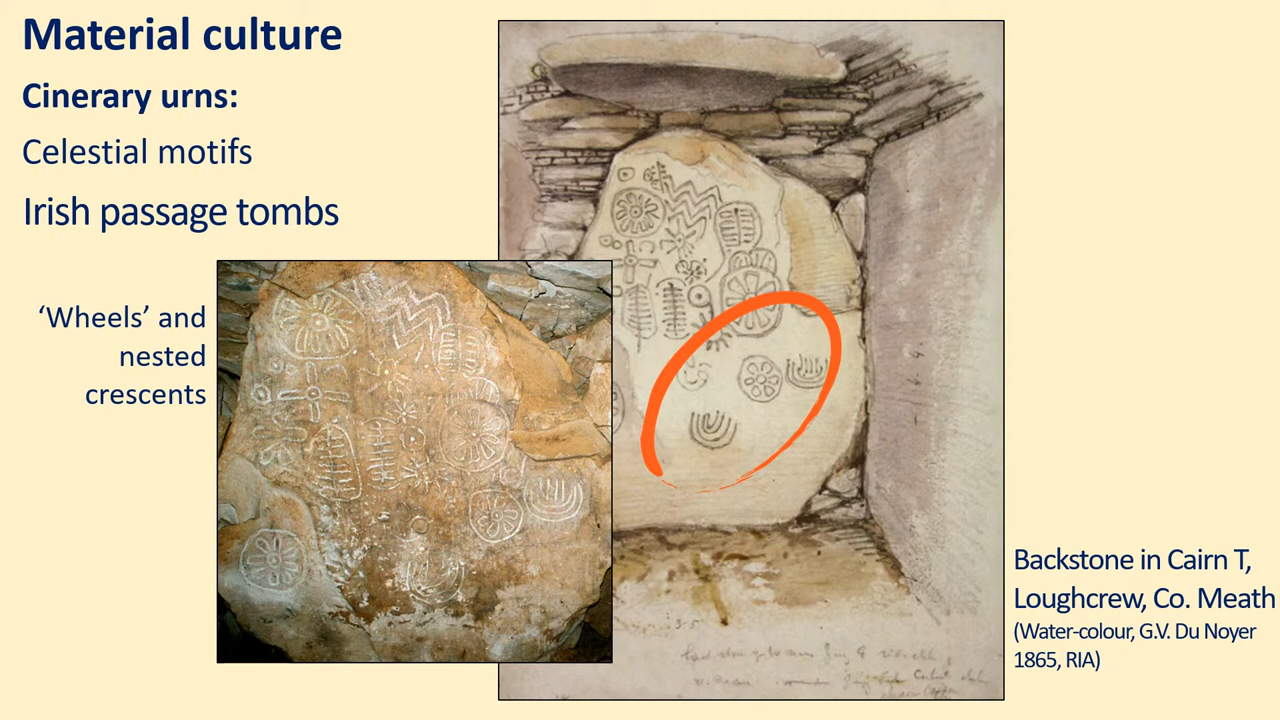 Material culture
Cinerary urns:
Celestial motifs
Irish passage tombs
‘Wheels’ and
nested
crescents
Backstone in Cairn T,
Loughcrew, Co. Meath
(Water-colour, G.V. Du Noyer
1865, RIA)